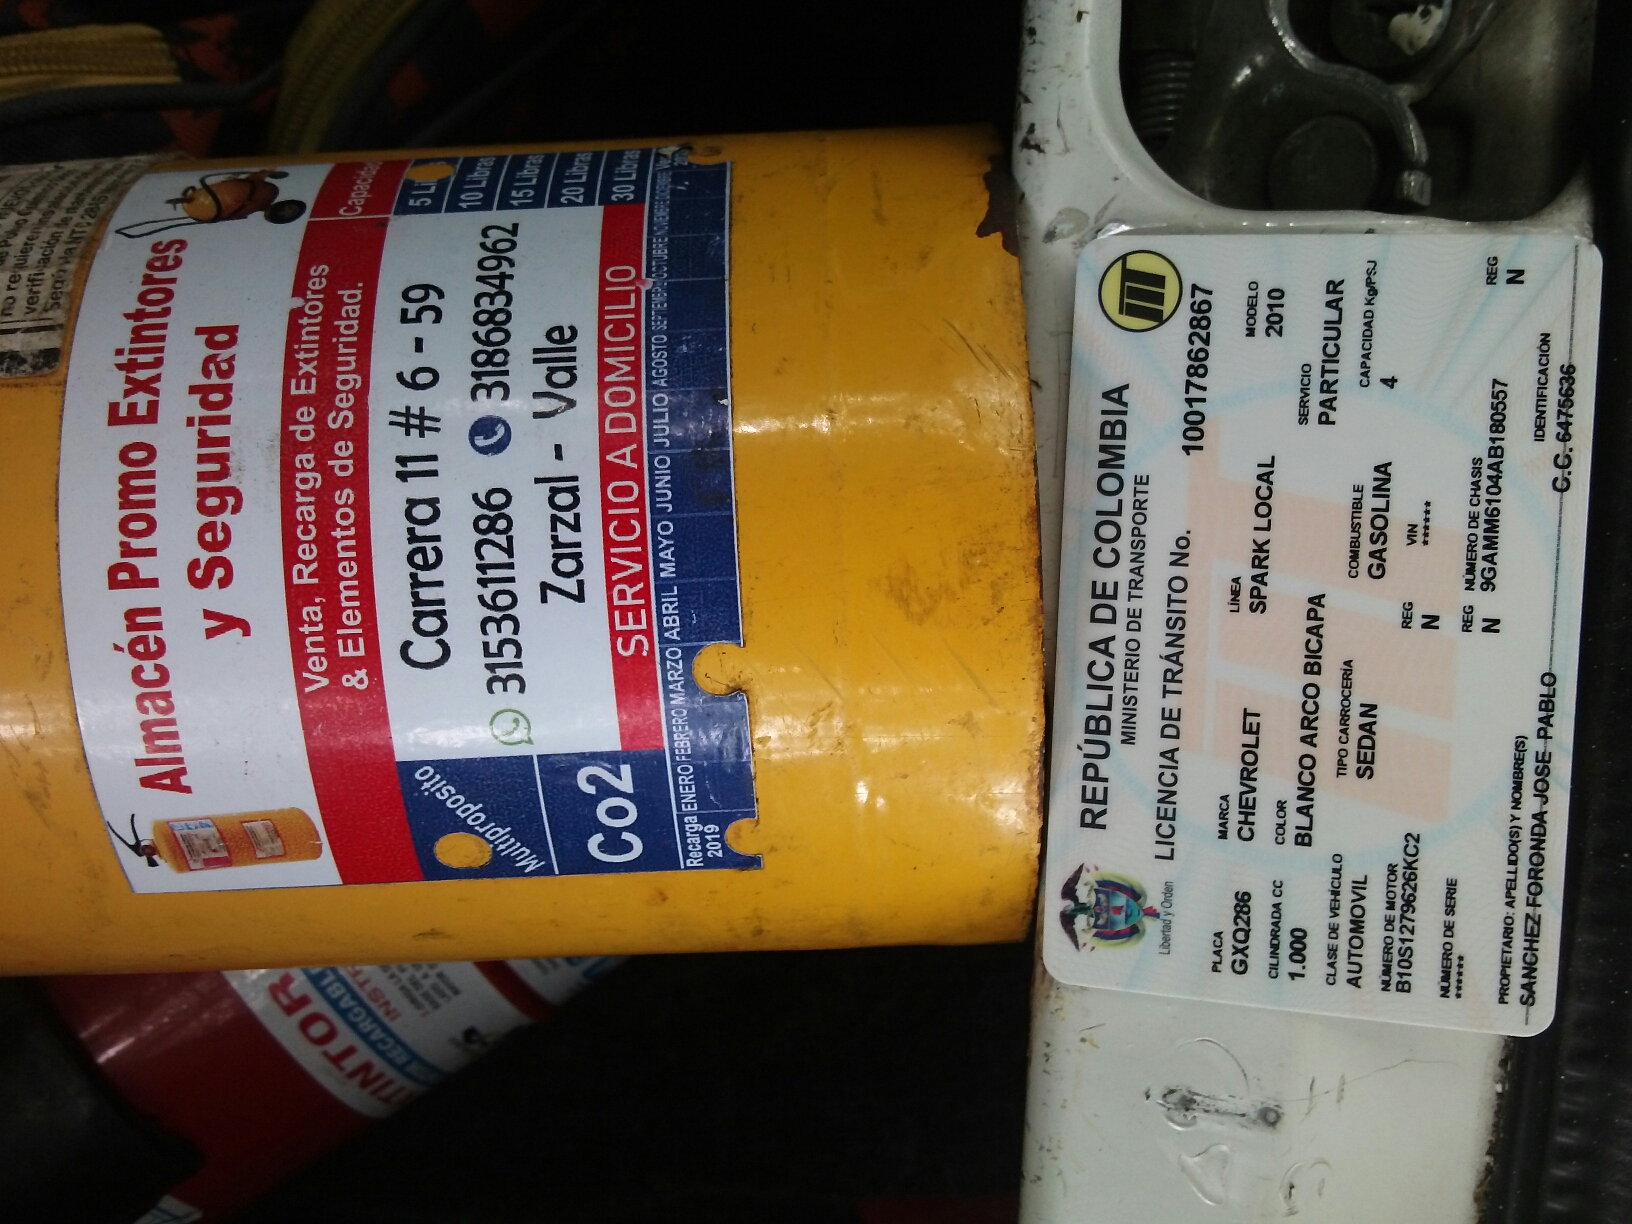 Almacén Promo Extintores
y Seguridad
Venta, Recarga de Extintores
& Elementos de Seguridad.
Multiproposito
Co2
Carrera 11 # 6 - 59
3153611286 3186834962
Zarzal - Valle
SERVICIO A DOMICILIO
10 Libras
15 Libras
20 Libras
30 Libras
Recarga ENERO FEBRERO MARZO ABRIL MAYO JUNIO JULIO AGOSTO SEPTIEMBRE OCTUBRE NOVIEMBRE DICIEMBRE
2019
REPÚBLICA DE COLOMBIA
MINISTERIO DE TRANSPORTE
Libertad y Orden
LICENCIA DE TRÁNSITO No. 10017862867
PLACA MARCA LÍNEA MODELO
GXQ286 CHEVROLET SPARK LOCAL 2010
CILINDRADA CC COLOR SERVICIO
1.000 BLANCO ARCO BICAPA PARTICULAR
CLASE DE VEHÍCULO TIPO CARROCERÍA COMBUSTIBLE CAPACIDAD Kg/PSJ
AUTOMOVIL SEDAN GASOLINA 4
NÚMERO DE MOTOR REG VIN
B10S1279626KC2 N *****
NÚMERO DE SERIE REG NÚMERO DE CHASIS REG
***** N 9GAMM6104AB180557 N
PROPIETARIO: APELLIDO(S) Y NOMBRE(S) IDENTIFICACIÓN
SANCHEZ FORONDA JOSE PABLO C.C. 6475636